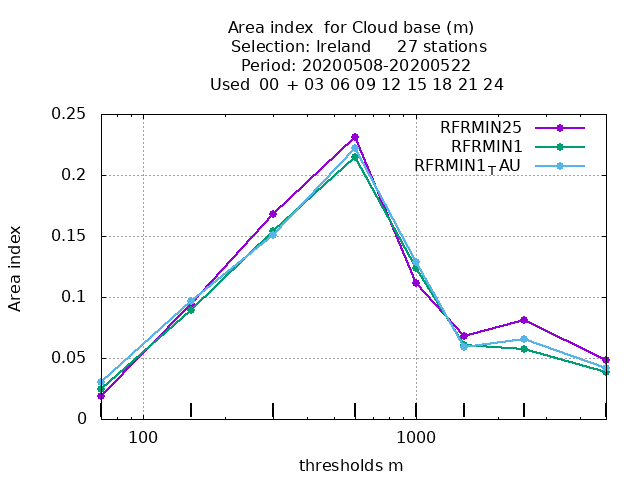 Area index  for Cloud base (m)
Selection: Ireland     27 stations
Period: 20200508-20200522
Used  00 + 03 06 09 12 15 18 21 24
RFRMIN25
RFRMIN1
RFRMIN1TAU
0.25
0.2
0.15
0.1
0.05
0
Area index
100
1000
thresholds m